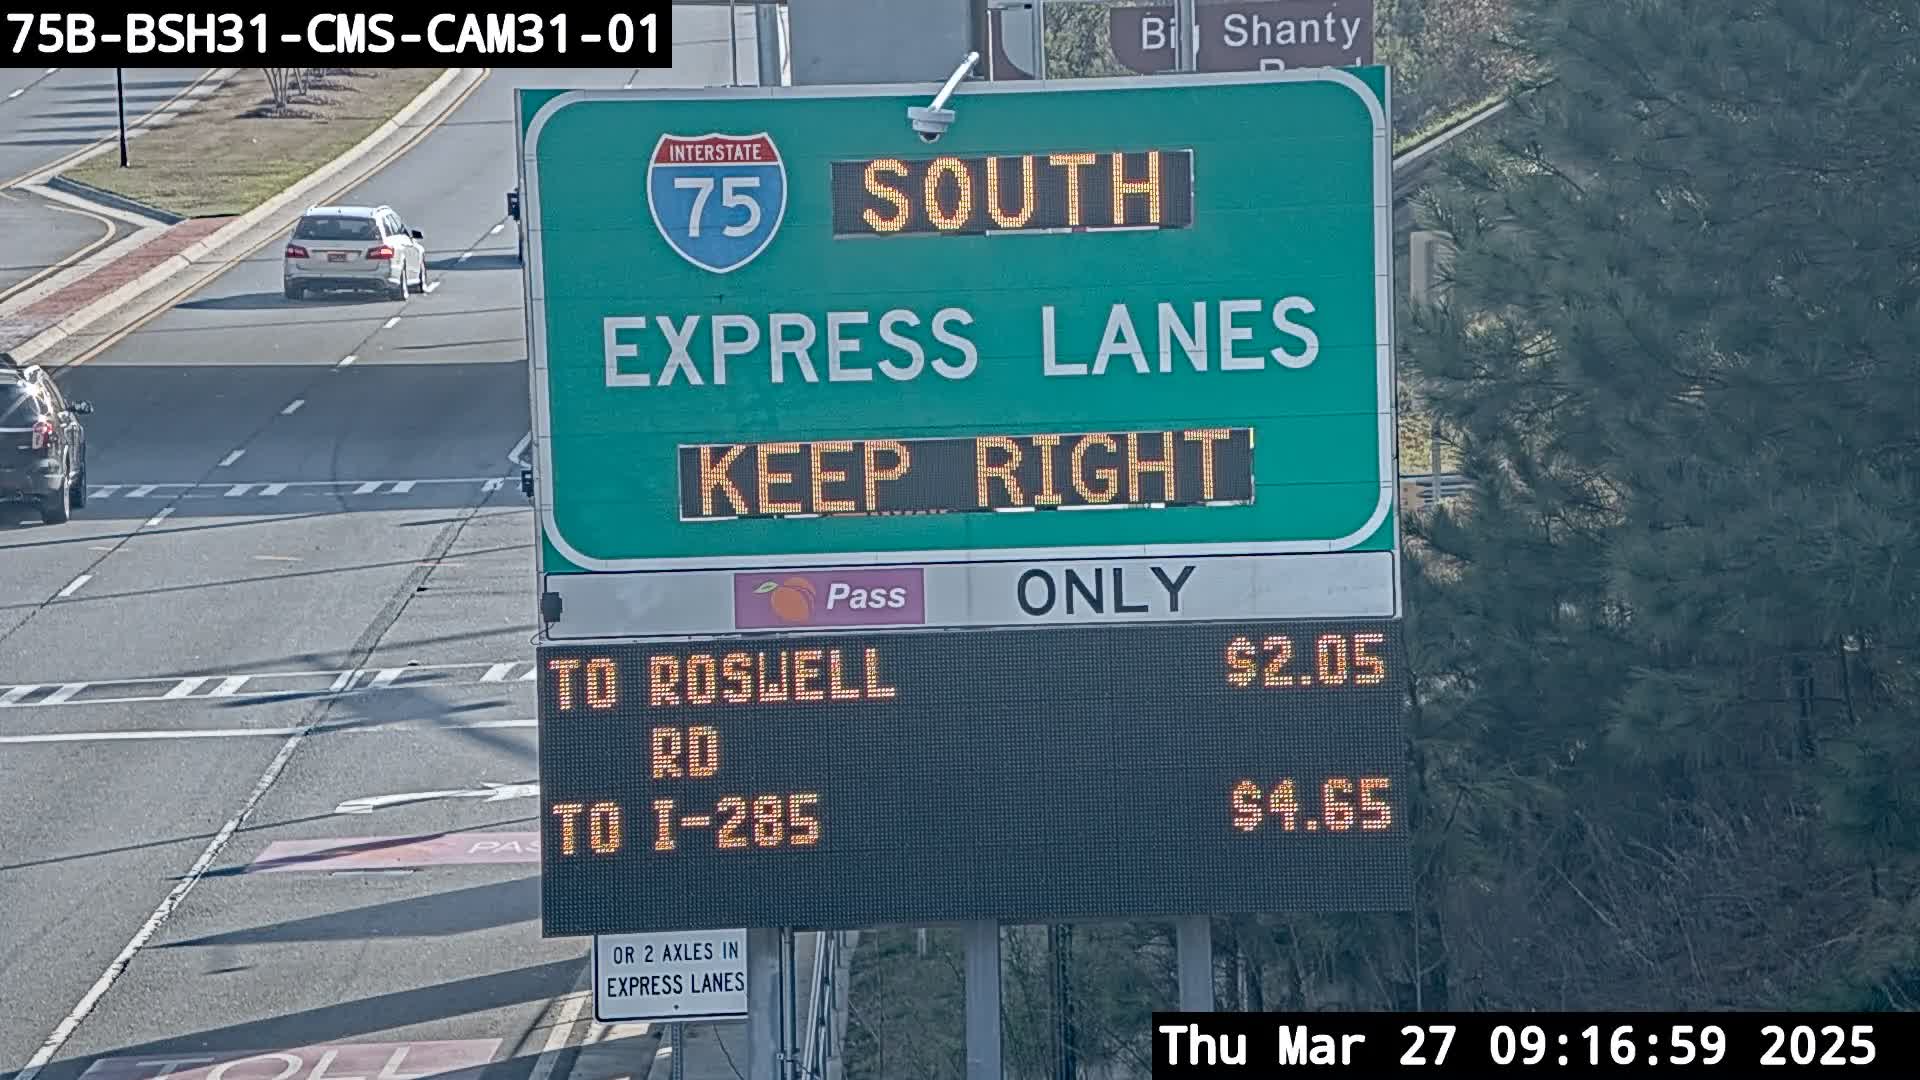 75B-BSH31-CMS-CAM31-01
Big Shanty
INTERSTATE
75
SOUTH
EXPRESS LANES
KEEP RIGHT
Pass ONLY
TO ROSWELL $2.05
RD
TO I-285 $4.65
OR 2 AXLES IN
EXPRESS LANES
TOLL
Thu Mar 27 09:16:59 2025